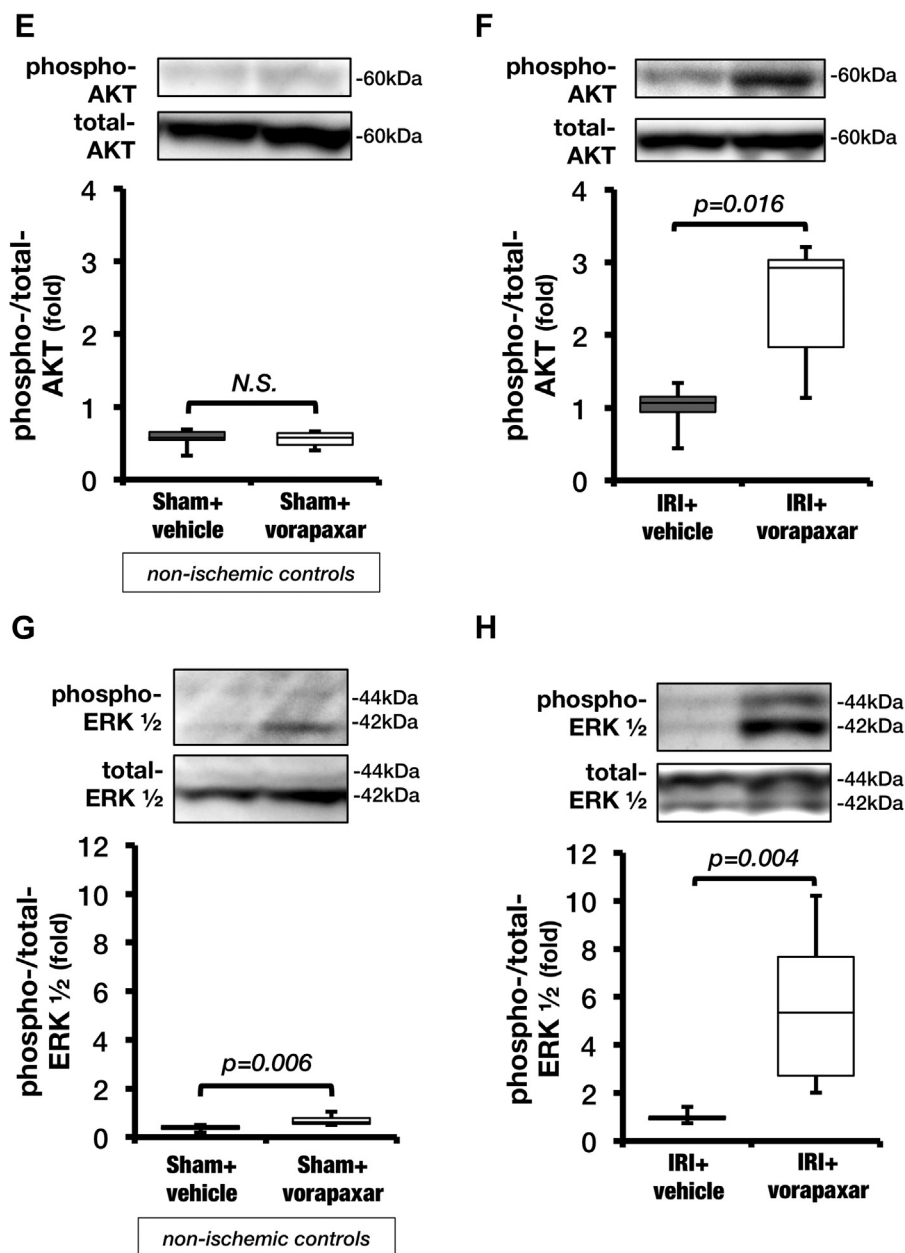 E
phospho-
AKT
-60kDa
total-
AKT
-60kDa
phospho-/total-
AKT (fold)
4
3
2
1
0
N.S.
Sham+
vehicle
Sham+
vorapaxar
non-ischemic controls
F
phospho-
AKT
-60kDa
total-
AKT
-60kDa
phospho-/total-
AKT (fold)
4
3
2
1
0
p=0.016
IRI+
vehicle
IRI+
vorapaxar
G
phospho-
ERK ½
-44kDa
-42kDa
total-
ERK ½
-44kDa
-42kDa
phospho-/total-
ERK ½ (fold)
12
10
8
6
4
2
0
p=0.006
Sham+
vehicle
Sham+
vorapaxar
non-ischemic controls
H
phospho-
ERK ½
-44kDa
-42kDa
total-
ERK ½
-44kDa
-42kDa
phospho-/total-
ERK ½ (fold)
12
10
8
6
4
2
0
p=0.004
IRI+
vehicle
IRI+
vorapaxar